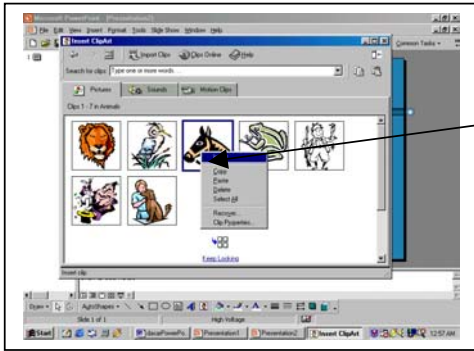 Microsoft PowerPoint - [Presentation2]
File Edit View Insert Format Tools Slide Show Window Help
Insert ClipArt
Common Tasks
Import Clips Clips Online Help
Search for clips: Type one or more words...
Pictures Sounds Motion Clips
Clips 1 - 7 in Animals
Copy
Paste
Delete
Select All
Recover...
Clip Properties...
Keep Looking
Insert clip
Draw AutoShapes
Slide 1 of 1 High Voltage
Start dacaPowerPo... Presentation1 Presentation2 Insert ClipArt 12:57 AM